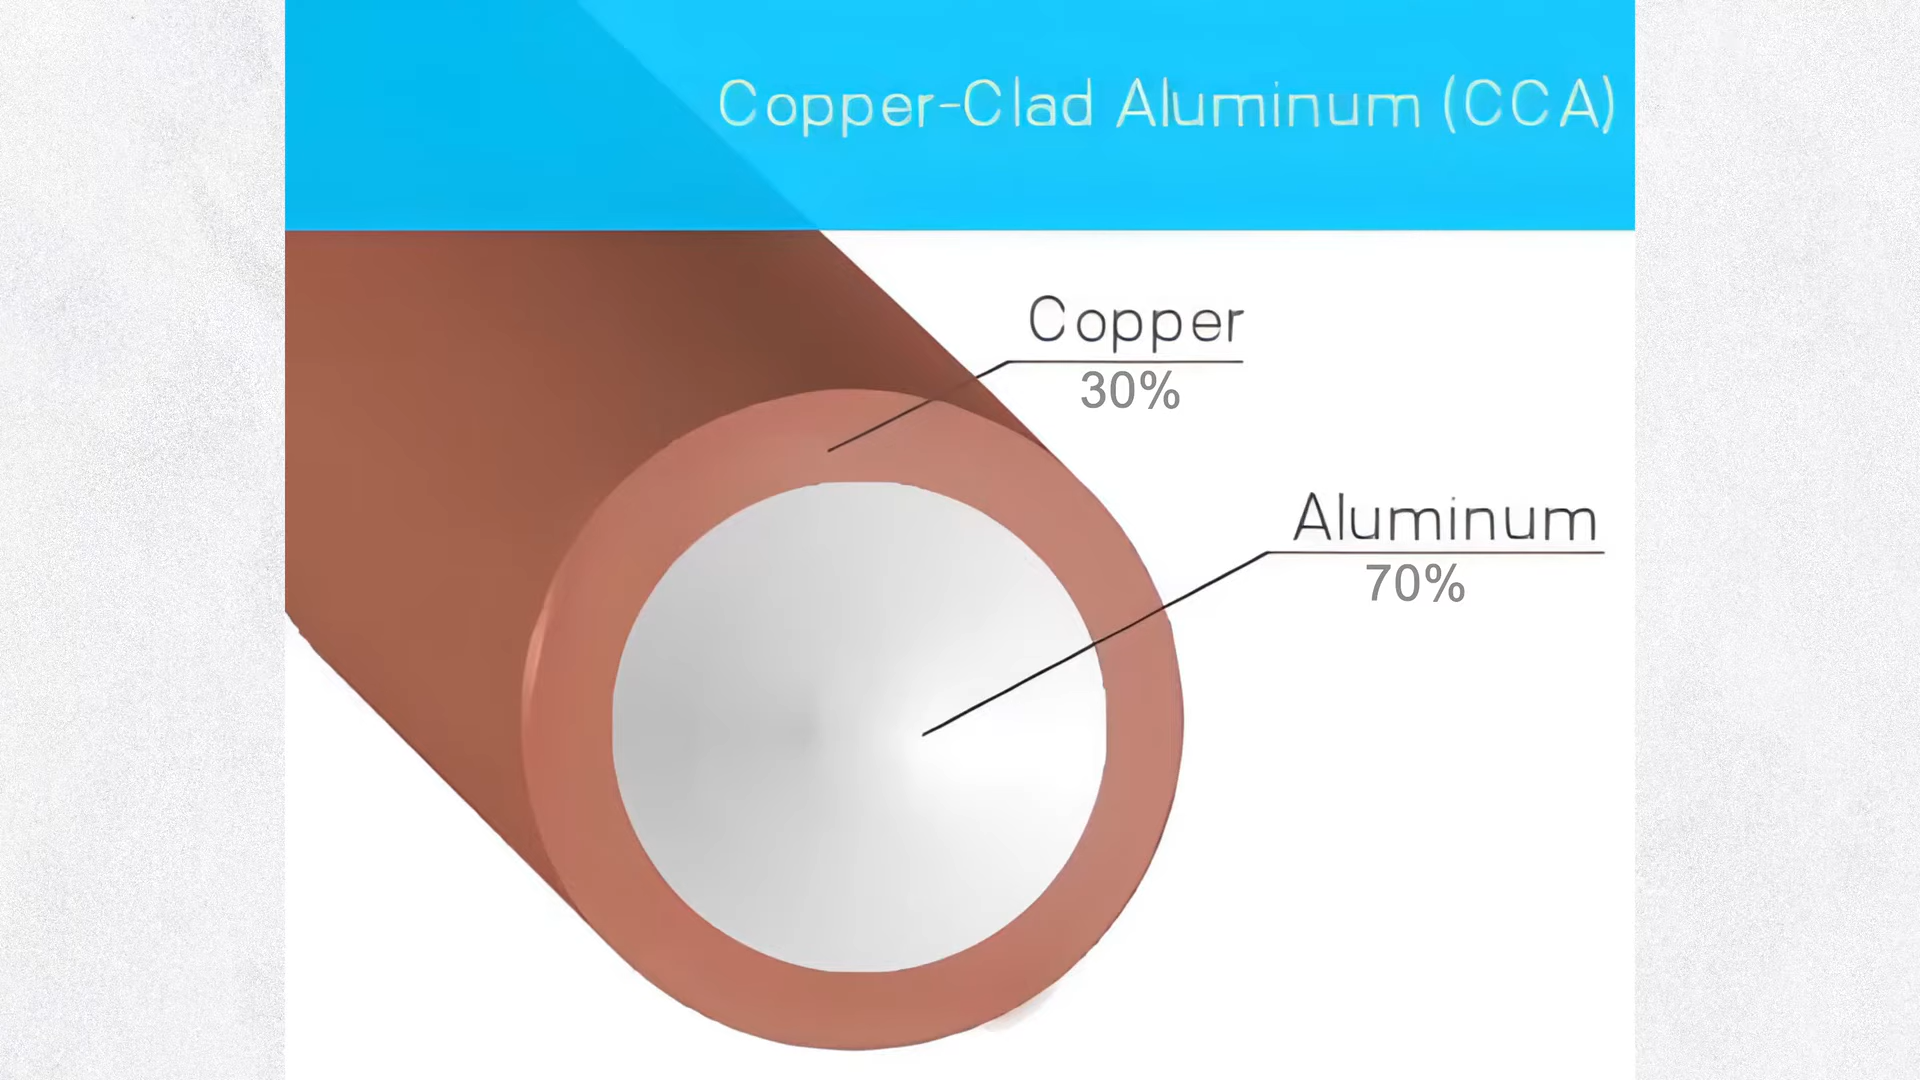 Copper-Clad Aluminum (CCA)
Copper
30%
Aluminum
70%